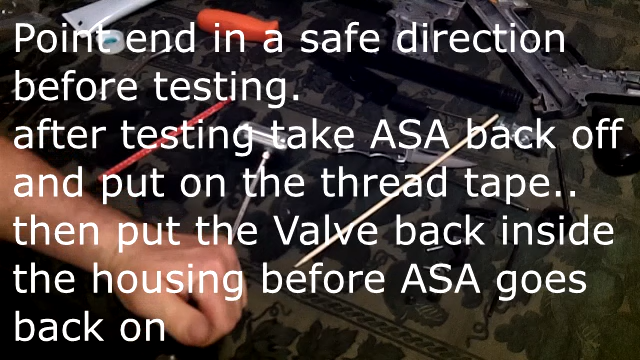 Point end in a safe direction
before testing.
after testing take ASA back off
and put on the thread tape..
then put the Valve back inside
the housing before ASA goes
back on